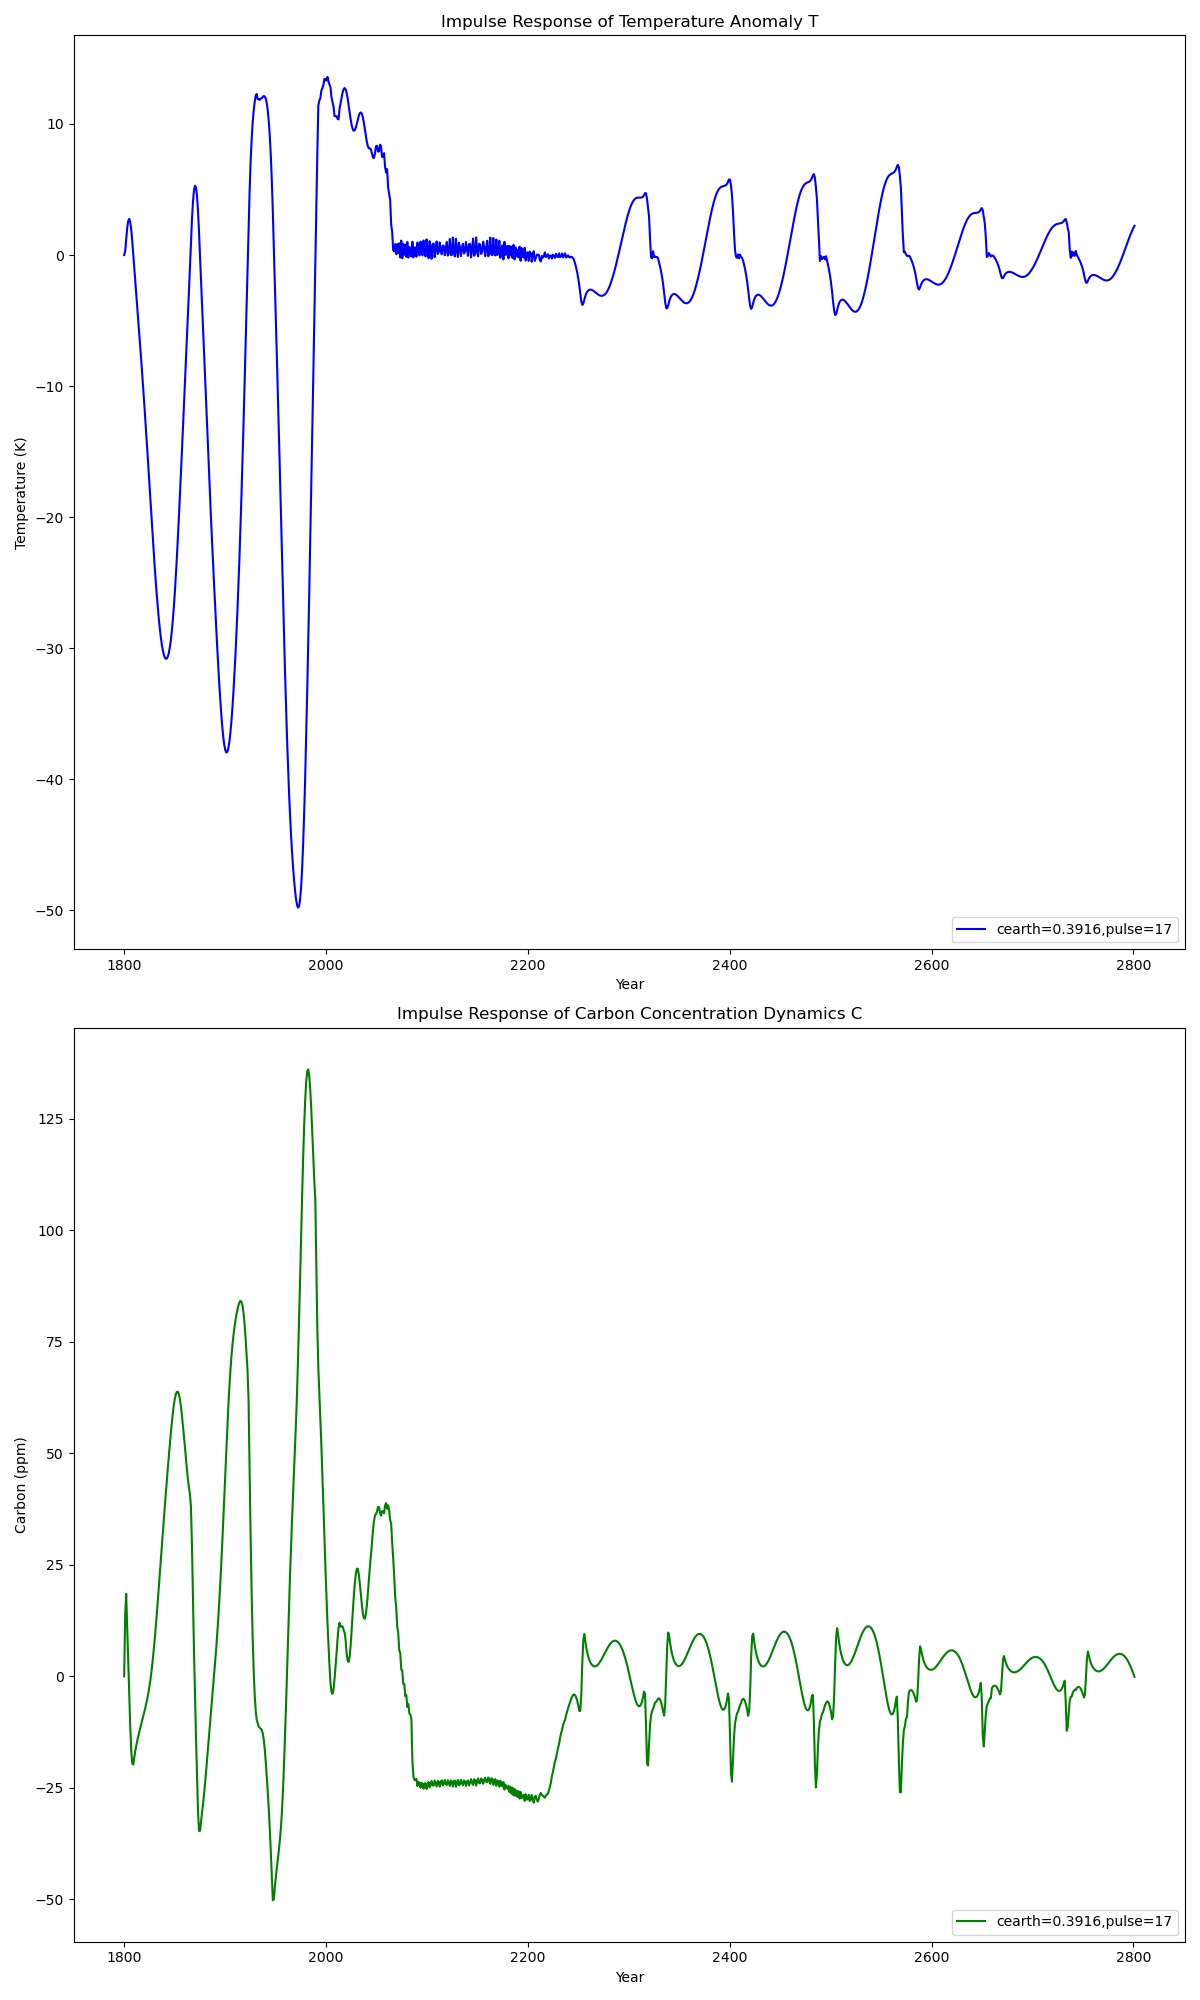 Impulse Response of Temperature Anomaly T
Temperature (K)
10
0
−10
−20
−30
−40
−50
1800 2000 2200 2400 2600 2800
Year
cearth=0.3916,pulse=17
Impulse Response of Carbon Concentration Dynamics C
Carbon (ppm)
125
100
75
50
25
0
−25
−50
1800 2000 2200 2400 2600 2800
Year
cearth=0.3916,pulse=17